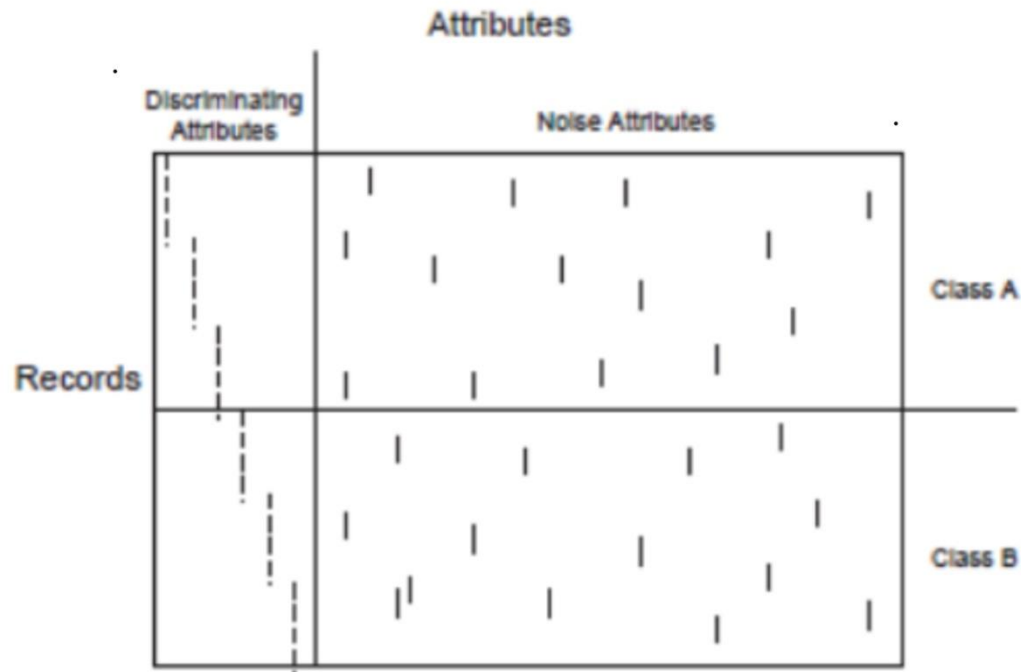 Attributes
Discriminating
Attributes
Noise Attributes
Class A
Records
Class B